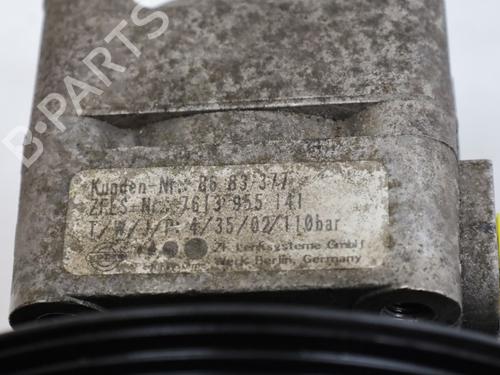 B-PARTS
Kunden-Nr.: 86 83 377
ZFLS-Nr.: 7613 955 141
T/W/J/P: 4/35/02/110bar
ZF Lenksysteme GmbH
Werk Berlin, Germany